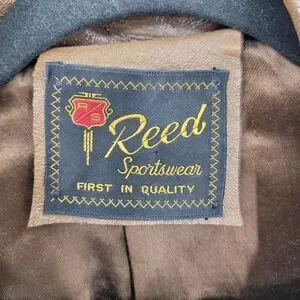 R/S
Reed
Sportswear
FIRST IN QUALITY